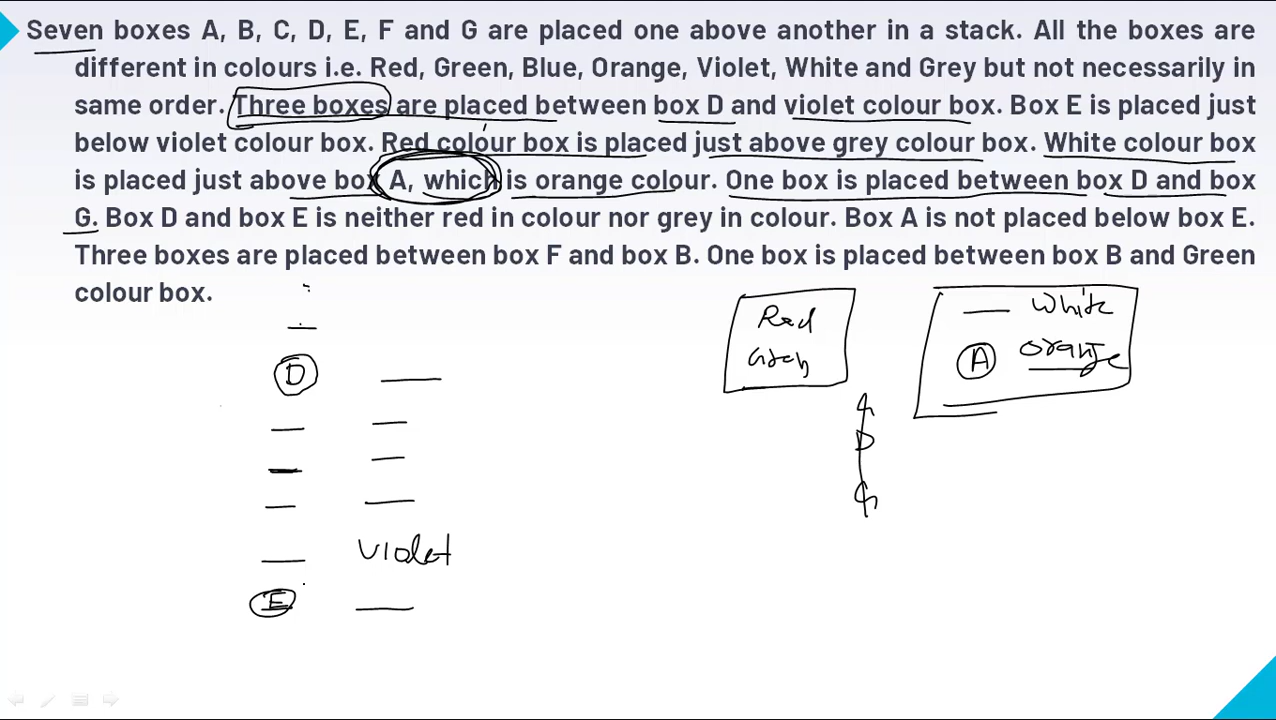 Seven boxes A, B, C, D, E, F and G are placed one above another in a stack. All the boxes are
different in colours i.e. Red, Green, Blue, Orange, Violet, White and Grey but not necessarily in
same order. Three boxes are placed between box D and violet colour box. Box E is placed just
below violet colour box. Red colour box is placed just above grey colour box. White colour box
is placed just above box A, which is orange colour. One box is placed between box D and box
G. Box D and box E is neither red in colour nor grey in colour. Box A is not placed below box E.
Three boxes are placed between box F and box B. One box is placed between box B and Green
colour box.
Red
White
A orange
D
D
G
Violet
E